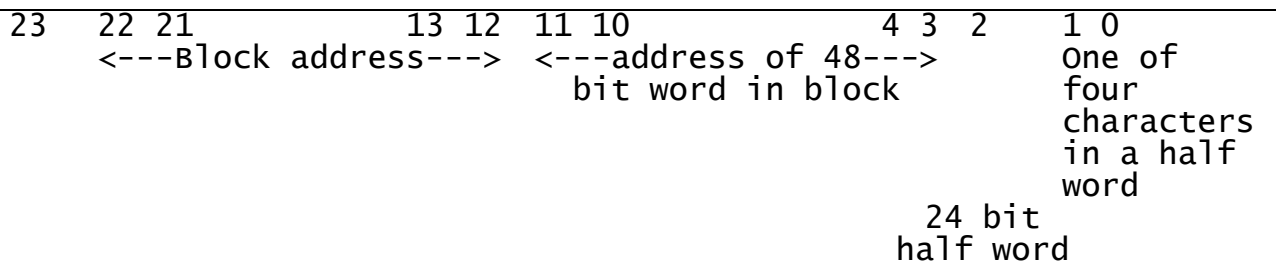 23 22 21 13 12 11 10 4 3 2 1 0
<---Block address---> <---address of 48---> One of
bit word in block four
characters
in a half
word
24 bit
half word